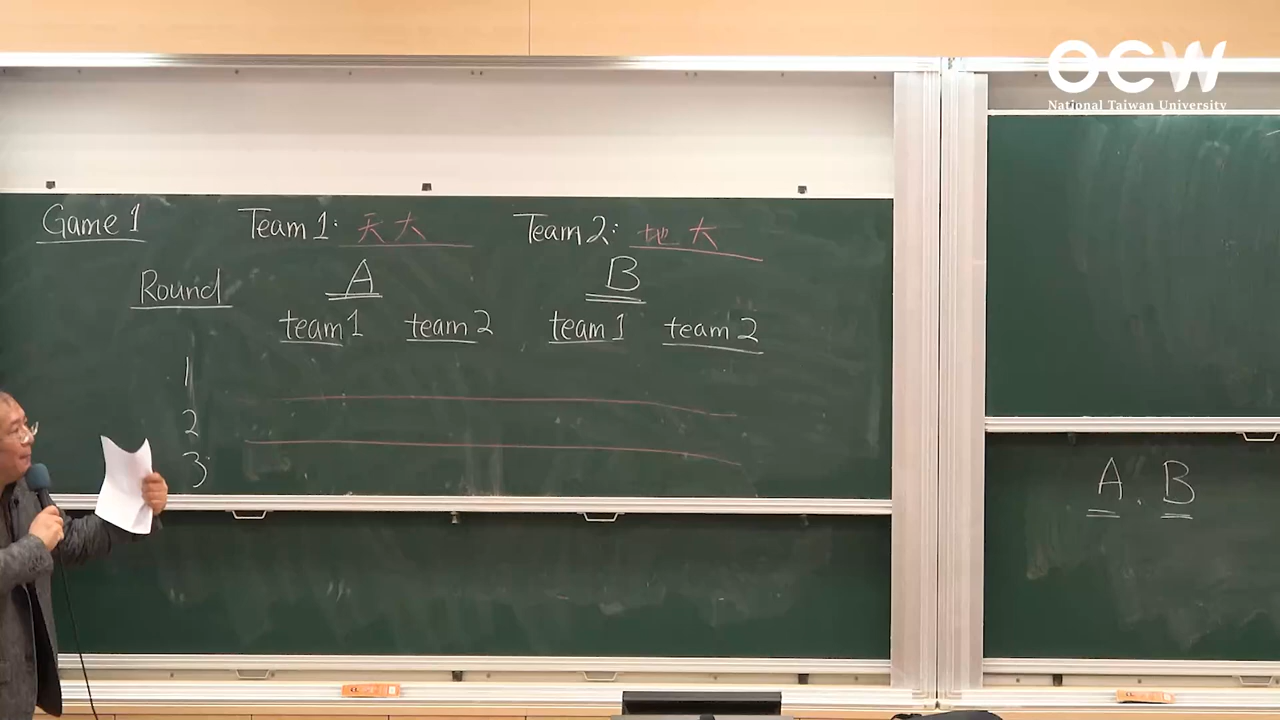 OCW
National Taiwan University
Game 1 Team 1: 天大 Team 2: 地大
Round A B
team 1 team 2 team 1 team 2
1
2
3
A. B